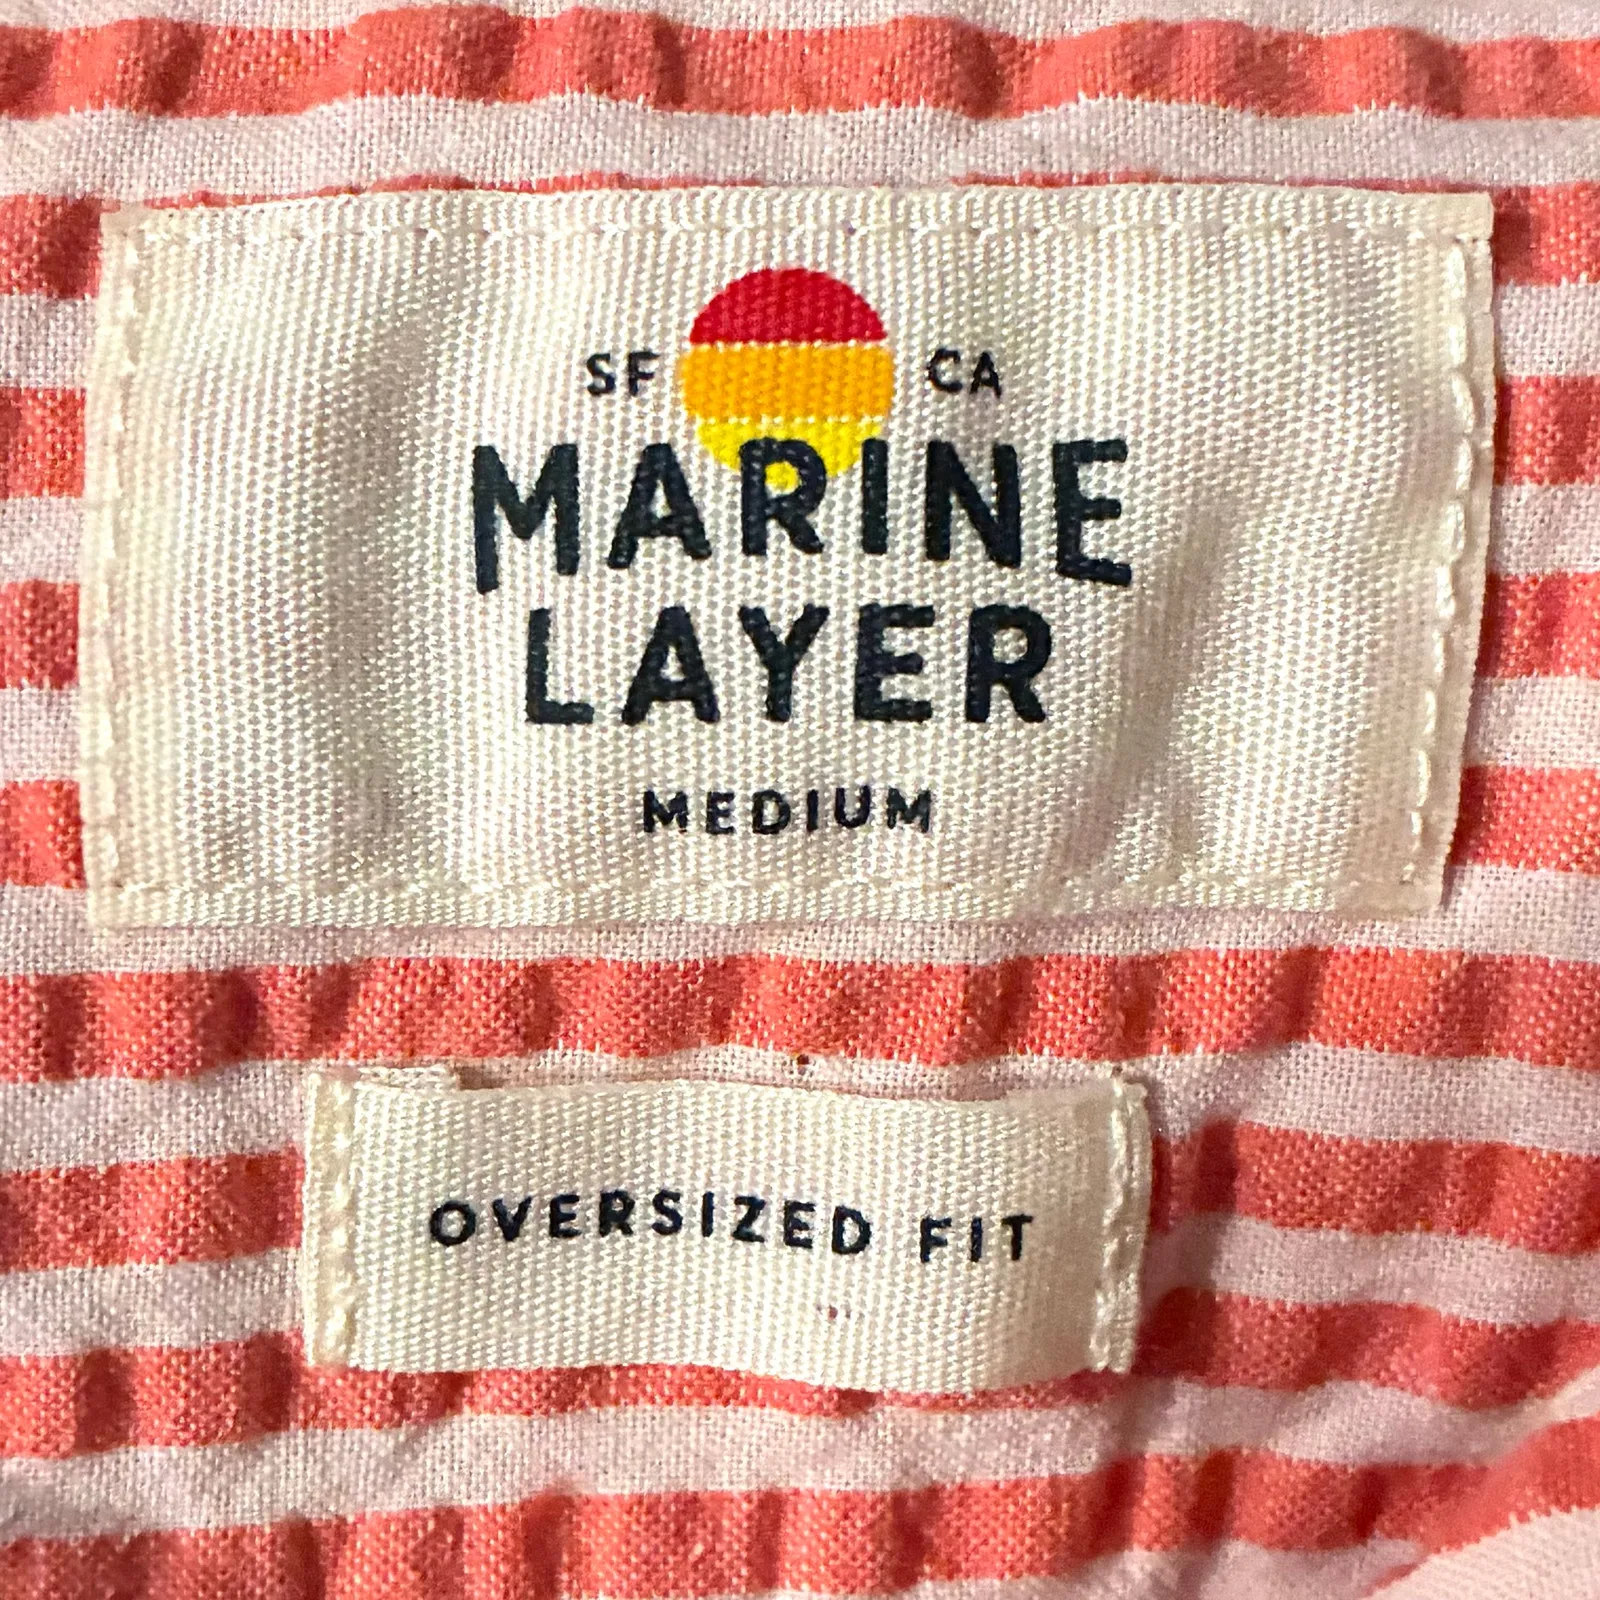 SF CA
MARINE
LAYER
MEDIUM
OVERSIZED FIT